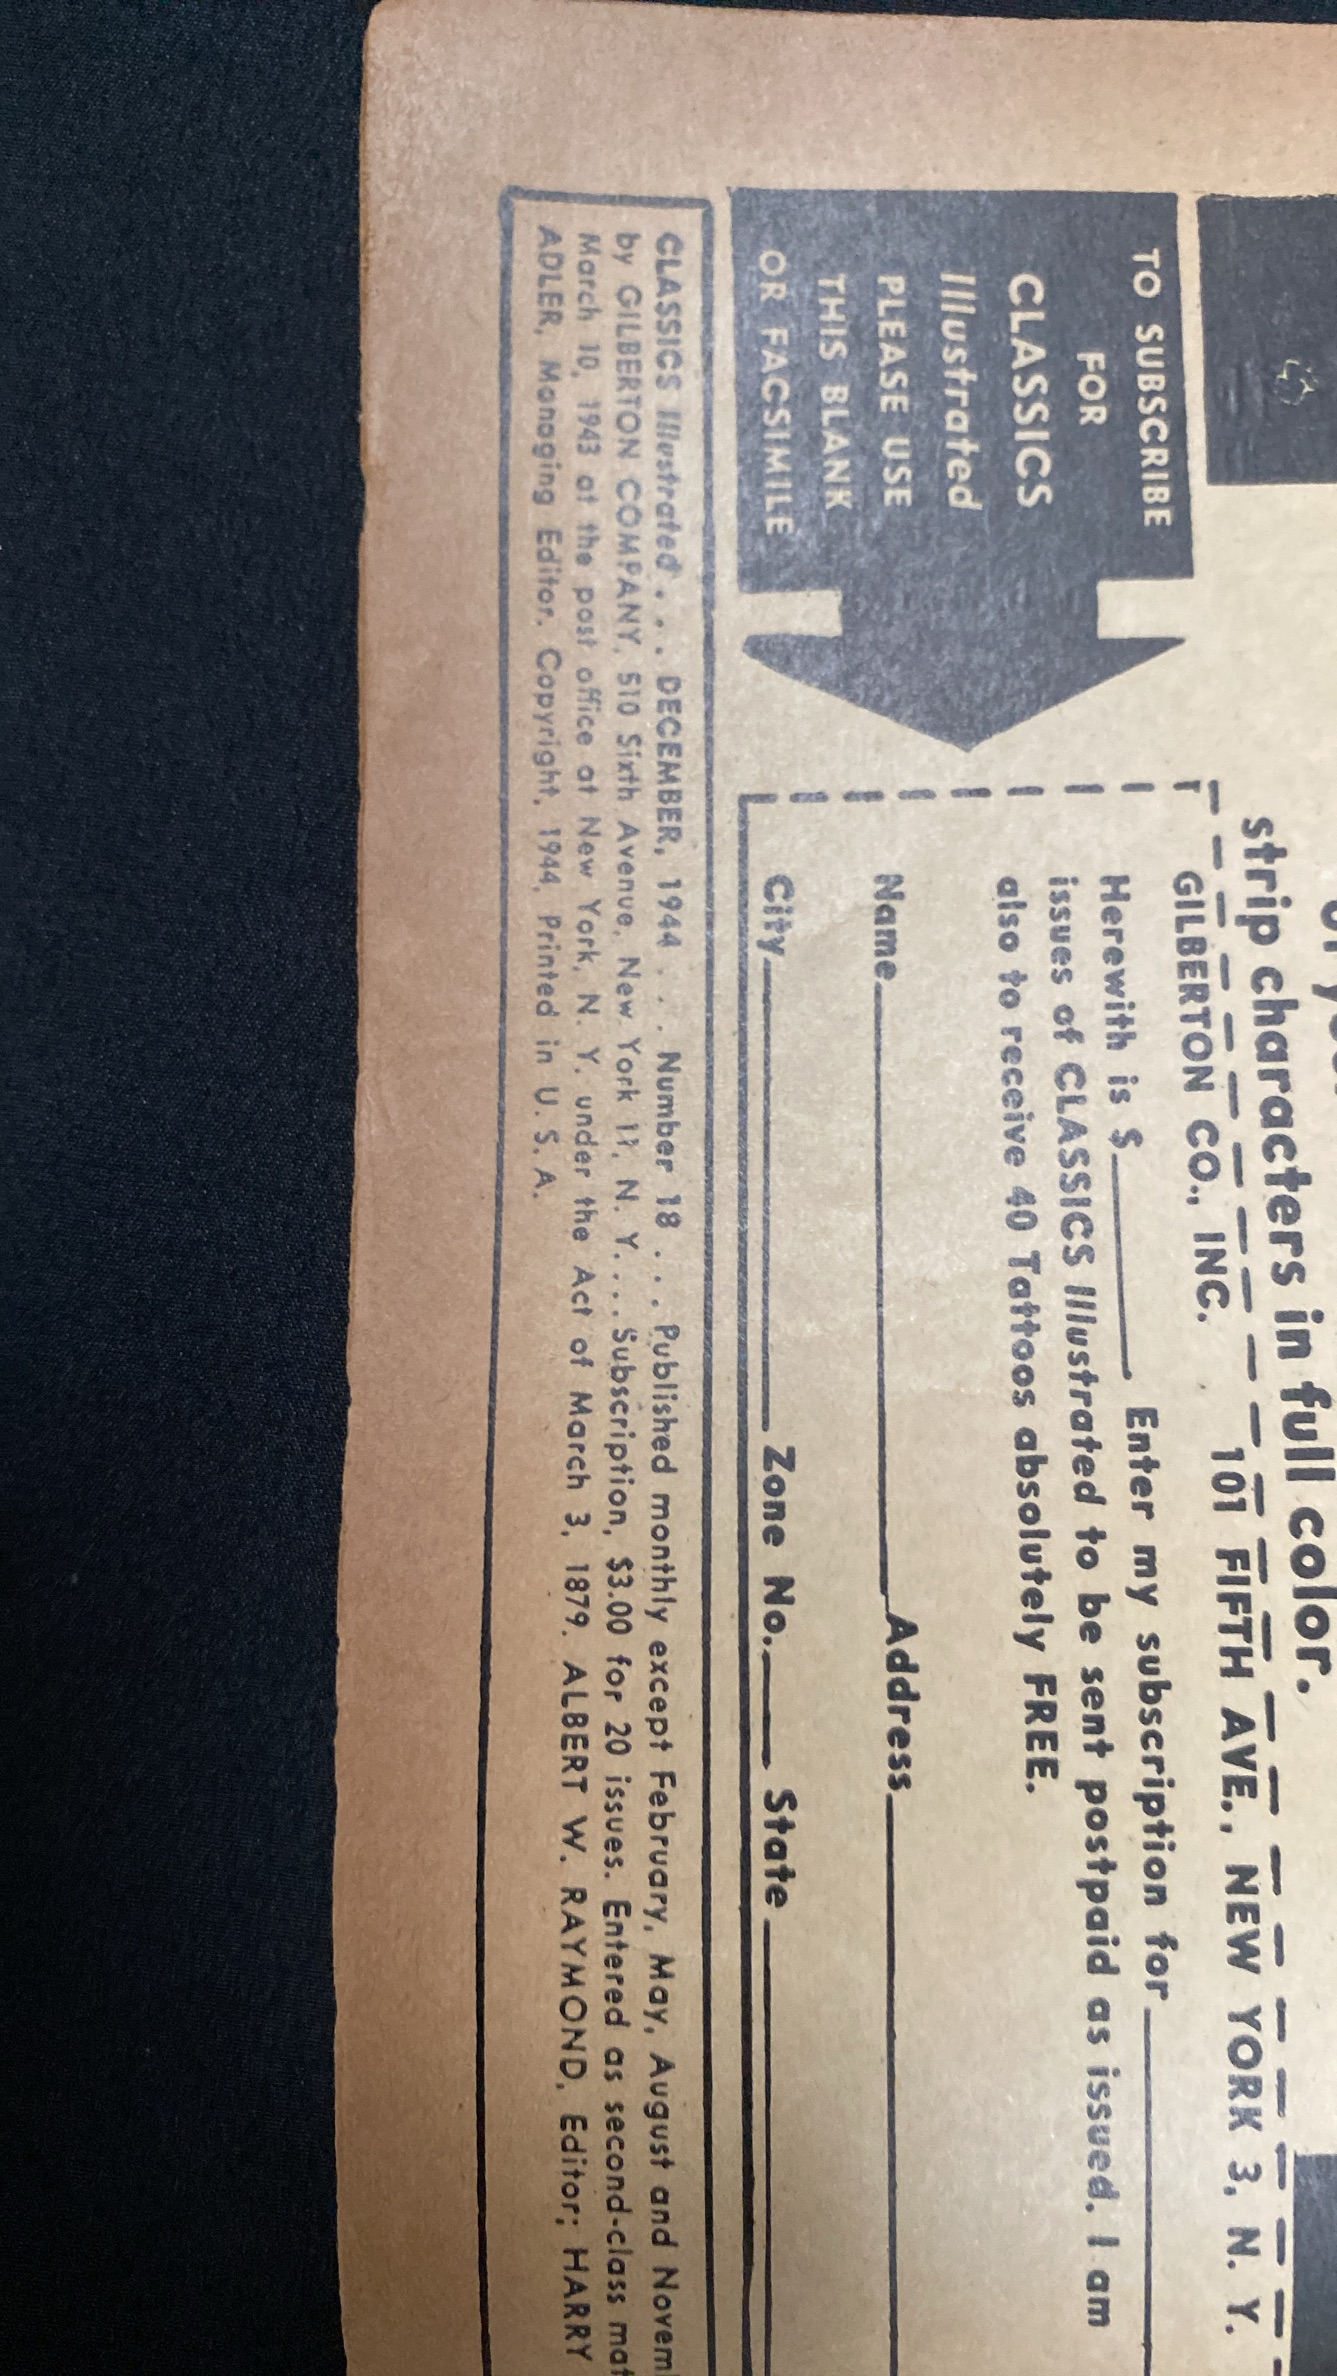 strip characters in full color.
TO SUBSCRIBE
FOR
CLASSICS
Illustrated
PLEASE USE
THIS BLANK
OR FACSIMILE
GILBERTON CO., INC. 101 FIFTH AVE., NEW YORK 3, N. Y.
Herewith is $ Enter my subscription for
issues of CLASSICS Illustrated to be sent postpaid as issued. I am
also to receive 40 Tattoos absolutely FREE.
Name Address
City Zone No. State
CLASSICS Illustrated . . . DECEMBER, 1944 . . . Number 18 . . . Published monthly except February, May, August and
by GILBERTON COMPANY, 510 Sixth Avenue, New York 11, N. Y. . . . Subscription, $3.00 for 20 issues. Entered as second-class
March 10, 1943 at the post office at New York, N. Y. under the Act of March 3, 1879. ALBERT W. RAYMOND, Editor; HARRY
ADLER, Managing Editor. Copyright, 1944, Printed in U. S. A.